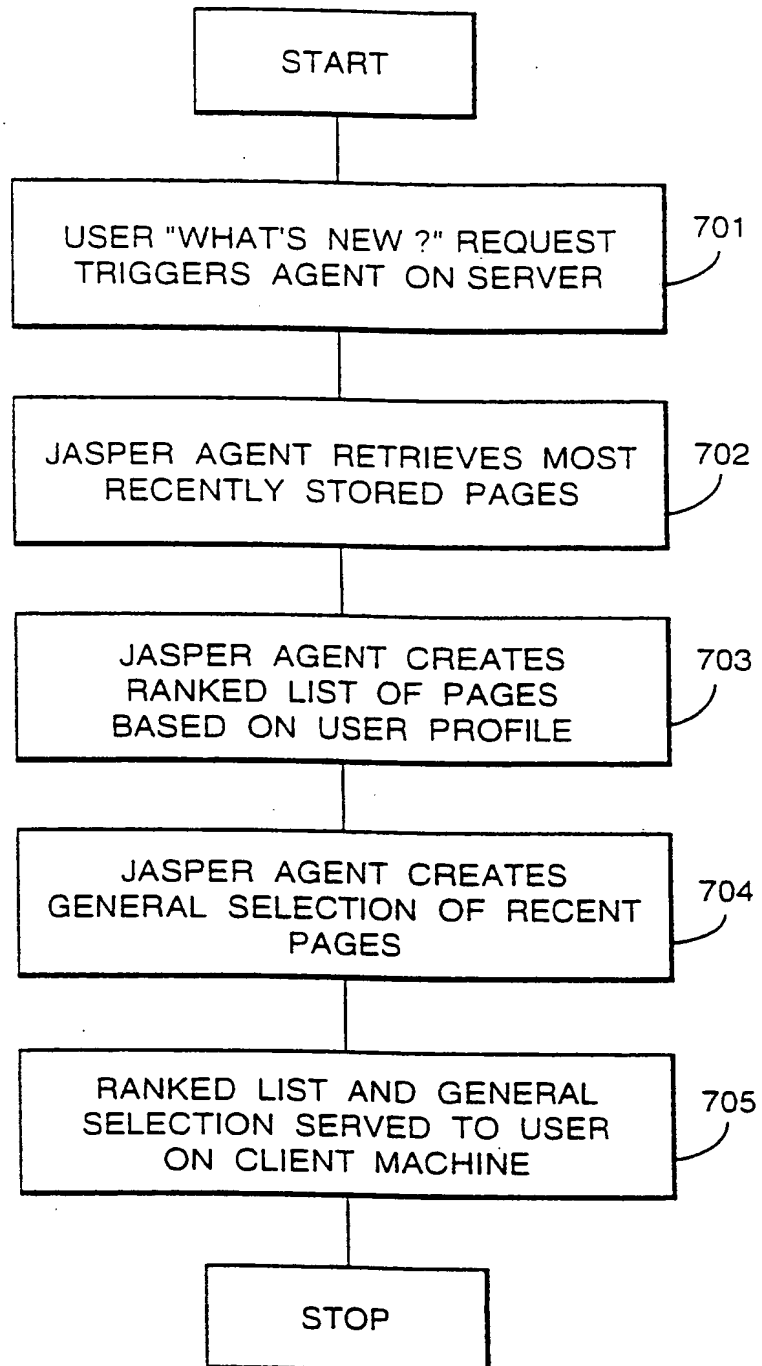 START
USER "WHAT'S NEW ?" REQUEST
TRIGGERS AGENT ON SERVER
701
JASPER AGENT RETRIEVES MOST
RECENTLY STORED PAGES
702
JASPER AGENT CREATES
RANKED LIST OF PAGES
BASED ON USER PROFILE
703
JASPER AGENT CREATES
GENERAL SELECTION OF RECENT
PAGES
704
RANKED LIST AND GENERAL
SELECTION SERVED TO USER
ON CLIENT MACHINE
705
STOP